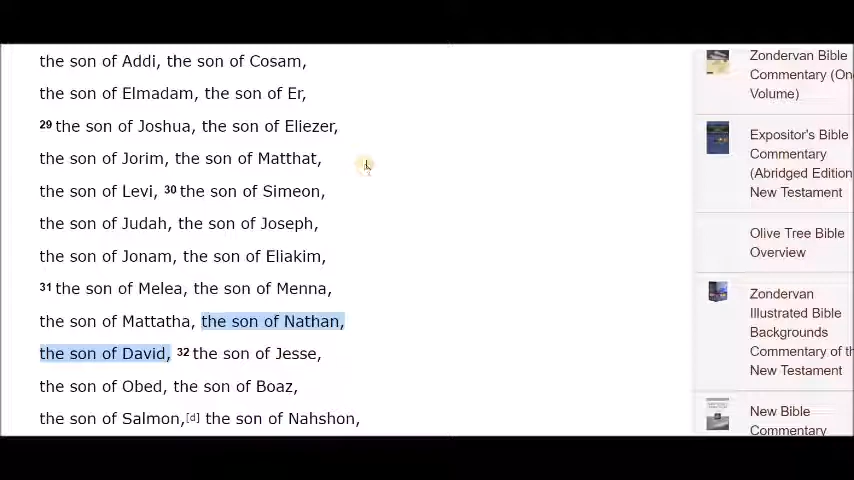 the son of Addi, the son of Cosam,
the son of Elmadam, the son of Er,
29 the son of Joshua, the son of Eliezer,
the son of Jorim, the son of Matthat,
the son of Levi, 30 the son of Simeon,
the son of Judah, the son of Joseph,
the son of Jonam, the son of Eliakim,
31 the son of Melea, the son of Menna,
the son of Mattatha, the son of Nathan,
the son of David, 32 the son of Jesse,
the son of Obed, the son of Boaz,
the son of Salmon,[d] the son of Nahshon,
Zondervan Bible
Commentary (On
Volume)
Expositor's Bible
Commentary
(Abridged Edition
New Testament
Olive Tree Bible
Overview
Zondervan
Illustrated Bible
Backgrounds
Commentary of th
New Testament
New Bible
Commentary